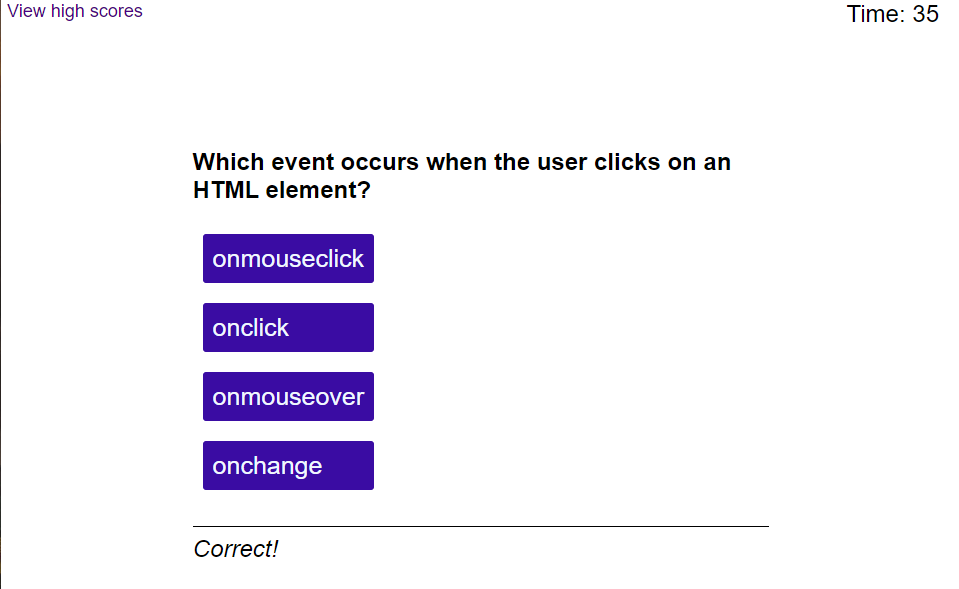 View high scores
Time: 35
Which event occurs when the user clicks on an
HTML element?
onmouseclick
onclick
onmouseover
onchange
Correct!